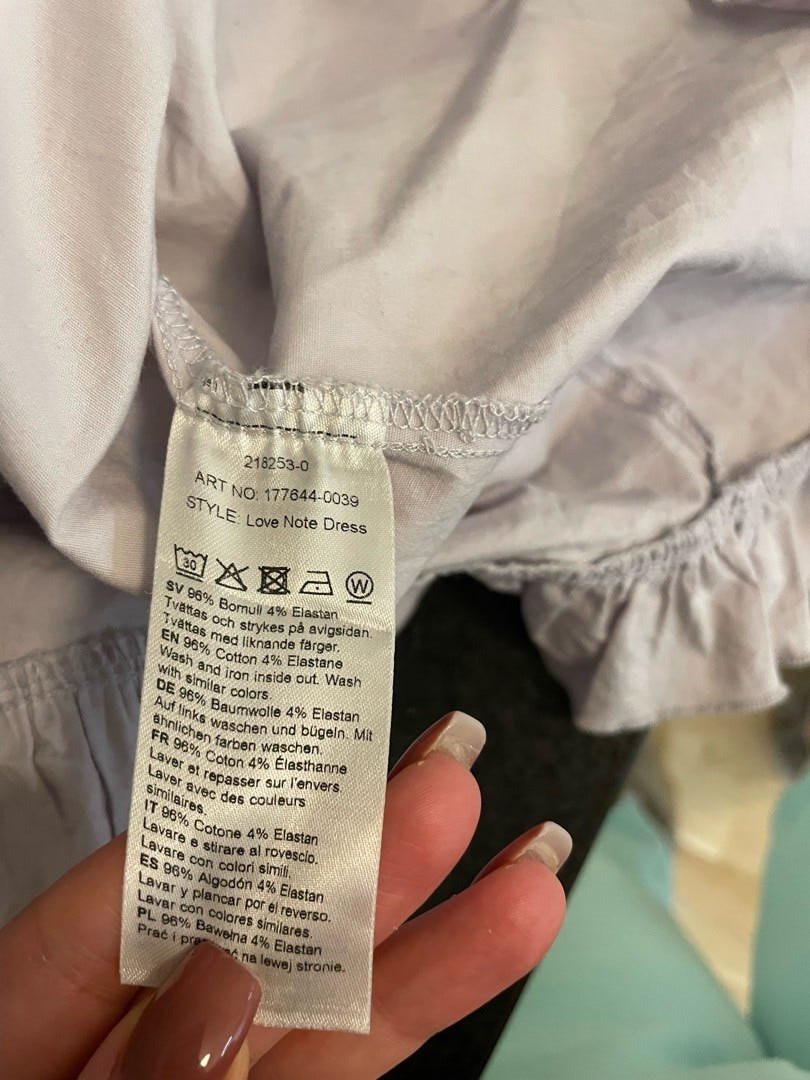 218253-0
ART NO: 177644-0039
STYLE: Love Note Dress
30
W
SV 96% Bomull 4% Elastan
Tvättas och strykes på avigsidan.
Tvättas med liknande färger.
EN 96% Cotton 4% Elastane
Wash and iron inside out. Wash
with similar colors.
DE 96% Baumwolle 4% Elastan
Auf links waschen und bügeln. Mit
ähnlichen farben waschen.
FR 96% Coton 4% Élasthanne
Laver et repasser sur l'envers
Laver avec des couleurs
similaires.
IT 96% Cotone 4% Elastan
Lavare e stirare al rovescio.
Lavare con colori simili.
ES 96% Algodón 4% Elastan
Lavar y plancar por el reverso.
Lavar con colores similares.
PL 96% Bawełna 4% Elastan
Prać i na lewej stronie.